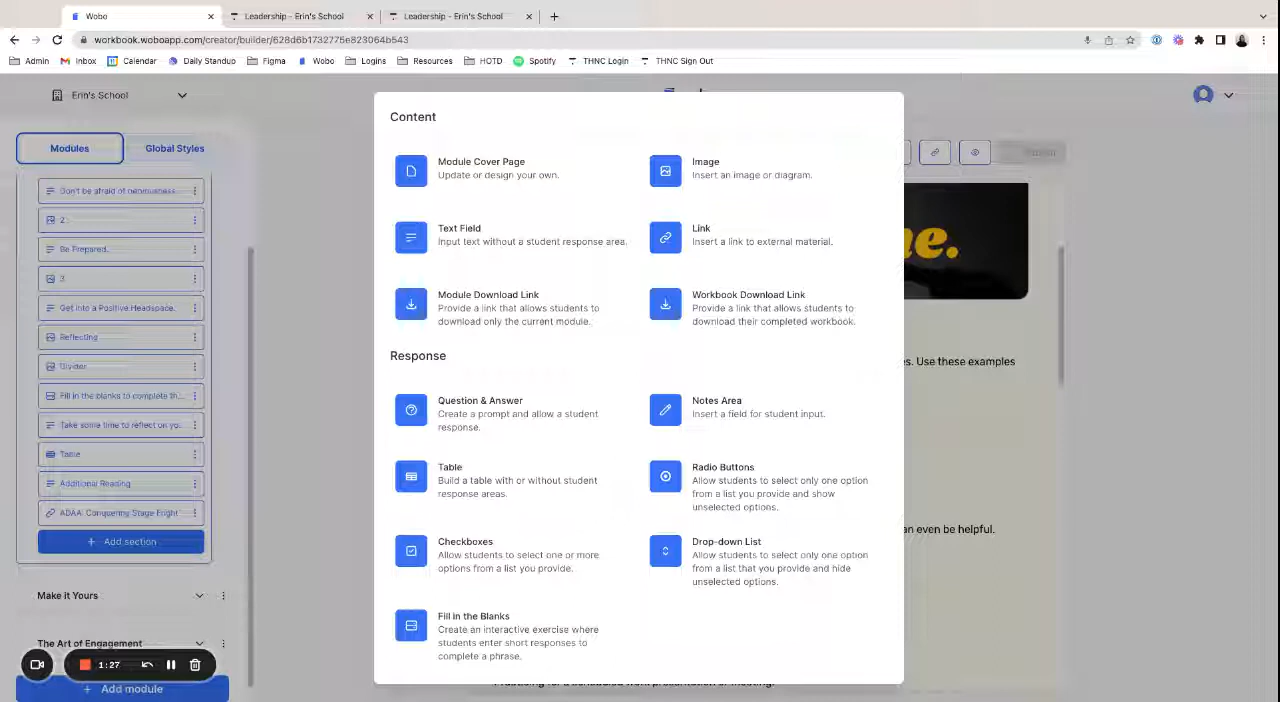 Wobo
Leadership - Erin's School
Leadership - Erin's School
workbook.woboapp.com/creator/builder/628d6b1732775e823064b543
Admin
Inbox
Calendar
Daily Standup
Figma
Wobo
Logins
Resources
HOTD
Spotify
THNC Login
THNC Sign Out
Erin's School
Modules
Global Styles
Don't be afraid of nervousness...
2
Be Prepared.
3
Get into a Positive Headspace.
Reflecting
Divider
Fill in the blanks to complete th...
Take some time to reflect on yo...
Table
Additional Reading
ADAA: Conquering Stage Fright
+ Add section
Make it Yours
The Art of Engagement
1:27
+ Add module
Content
Module Cover Page
Update or design your own.
Image
Insert an image or diagram.
Text Field
Input text without a student response area.
Link
Insert a link to external material.
Module Download Link
Provide a link that allows students to
download only the current module.
Workbook Download Link
Provide a link that allows students to
download their completed workbook.
Response
Question & Answer
Create a prompt and allow a student
response.
Notes Area
Insert a field for student input.
Table
Build a table with or without student
response areas.
Radio Buttons
Allow students to select only one option
from a list you provide and show
unselected options.
Checkboxes
Allow students to select one or more
options from a list you provide.
Drop-down List
Allow students to select only one option
from a list that you provide and hide
unselected options.
Fill in the Blanks
Create an interactive exercise where
students enter short responses to
complete a phrase.
Publish
e.
s. Use these examples
an even be helpful.
Practicing for a scheduled work presentation or meeting.